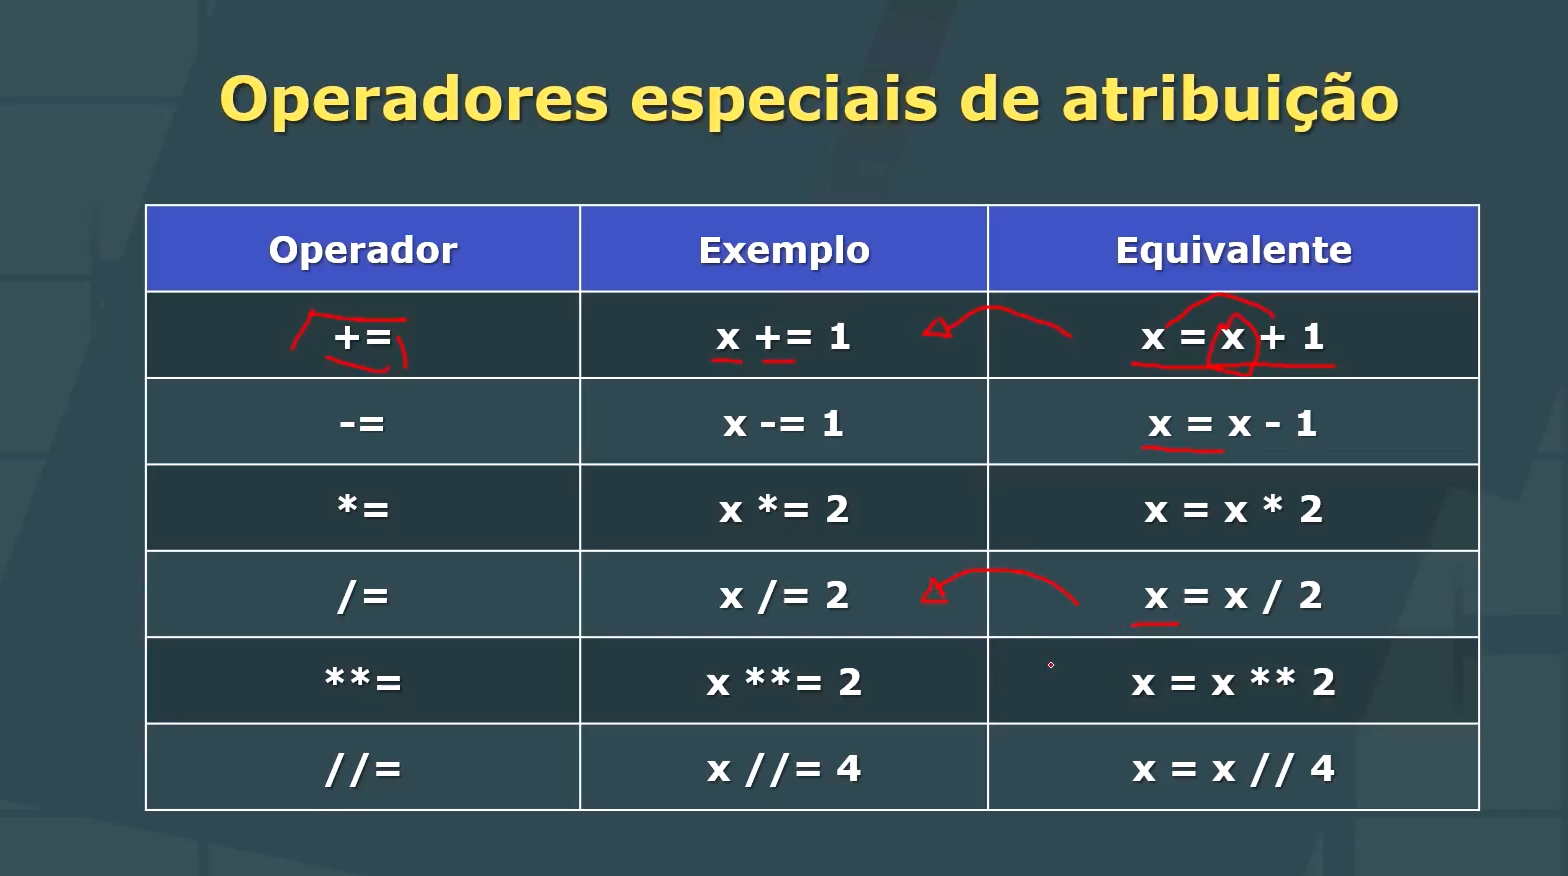 Operadores especiais de atribuição
Operador Exemplo Equivalente
+= x += 1 x = x + 1
-= x -= 1 x = x - 1
*= x *= 2 x = x * 2
/= x /= 2 x = x / 2
**= x **= 2 x = x ** 2
//= x //= 4 x = x // 4